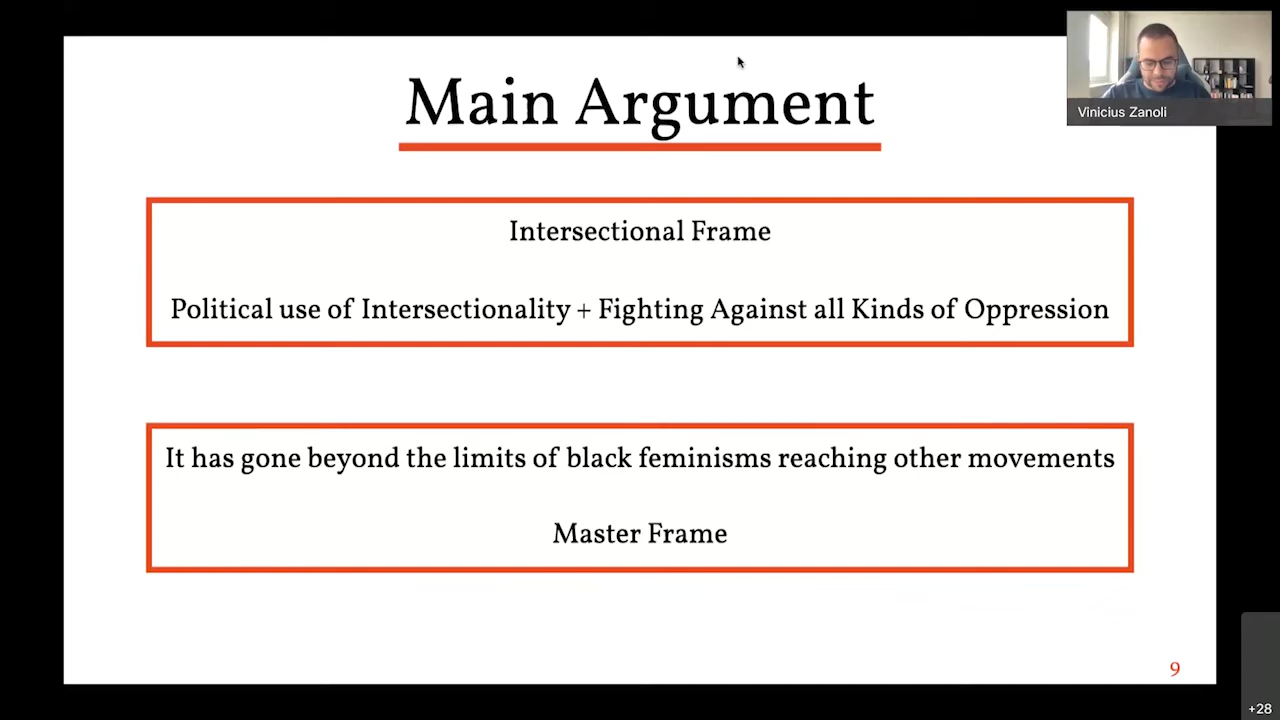 Main Argument
Vinicius Zanoli
Intersectional Frame
Political use of Intersectionality + Fighting Against all Kinds of Oppression
It has gone beyond the limits of black feminisms reaching other movements
Master Frame
9
+28